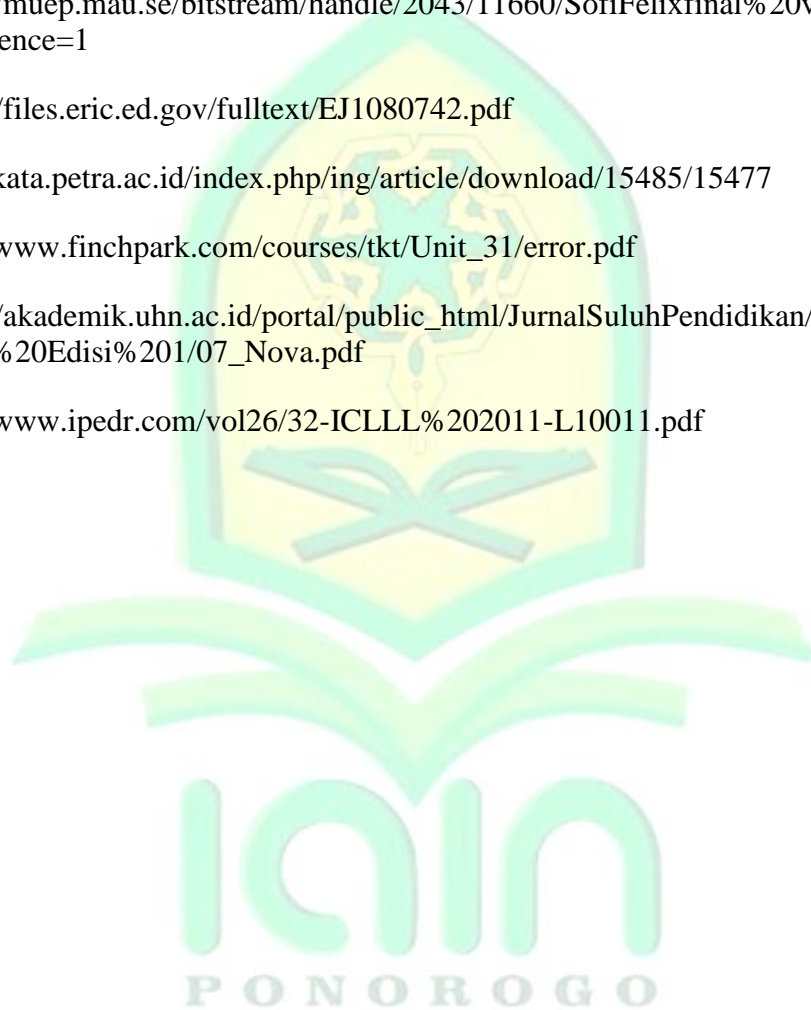 /muep.mau.se/bitstream/handle/2043/11660/SofiFelixfinal%20v
ence=1
/files.eric.ed.gov/fulltext/EJ1080742.pdf
kata.petra.ac.id/index.php/ing/article/download/15485/15477
www.finchpark.com/courses/tkt/Unit_31/error.pdf
/akademik.uhn.ac.id/portal/public_html/JurnalSuluhPendidikan/
%20Edisi%201/07_Nova.pdf
www.ipedr.com/vol26/32-ICLLL%202011-L10011.pdf
iain
PONOROGO